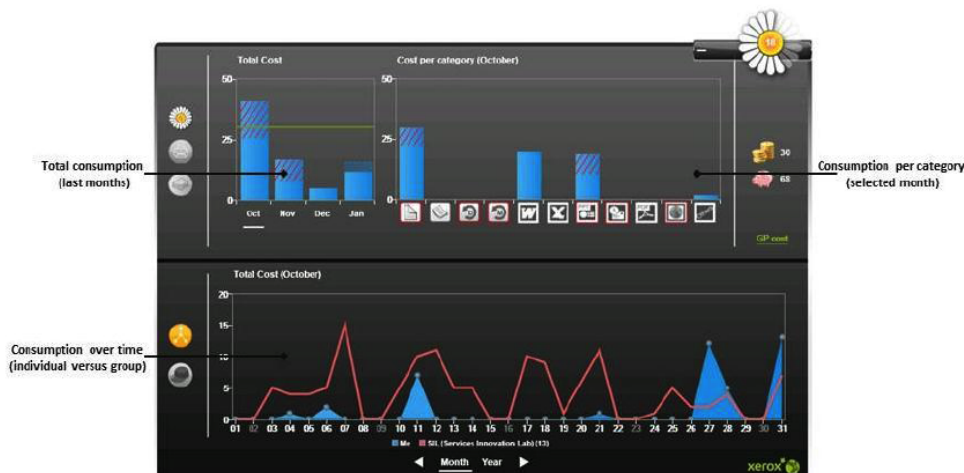 18
Total Cost
Cost per category (October)
50
25
0
Oct Nov Dec Jan
50
25
0
W X
30
68
GP cost
Total consumption
(last months)
Consumption per category
(selected month)
Total Cost (October)
20
15
10
5
0
01 02 03 04 05 06 07 08 09 10 11 12 13 14 15 16 17 18 19 20 21 22 23 24 25 26 27 28 29 30 31
Me SIL (Services Innovation Lab) (13)
Consumption over time
(individual versus group)
Month Year
xerox